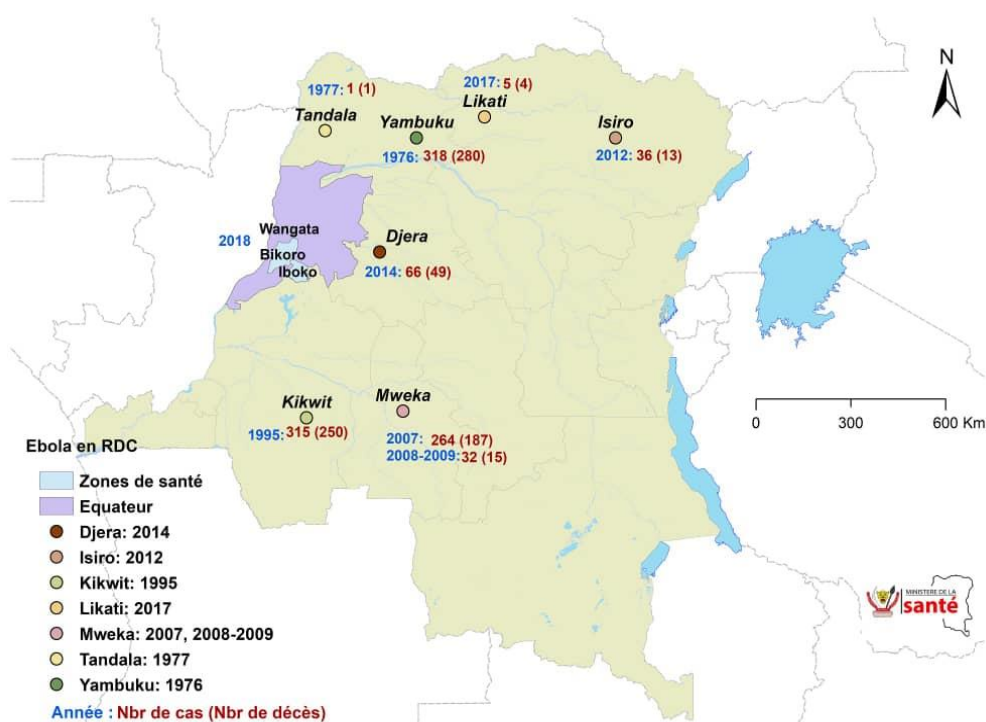 N
1977: 1 (1)
Tandala
2017: 5 (4)
Likati
Yambuku
1976: 318 (280)
Isiro
2012: 36 (13)
2018
Wangata
Bikoro
Iboko
Djera
2014: 66 (49)
Kikwit
1995: 315 (250)
Mweka
2007: 264 (187)
2008-2009: 32 (15)
0 300 600 Km
Ebola en RDC
Zones de santé
Equateur
Djera: 2014
Isiro: 2012
Kikwit: 1995
Likati: 2017
Mweka: 2007, 2008-2009
Tandala: 1977
Yambuku: 1976
Année : Nbr de cas (Nbr de décès)
MINISTERE DE LA
santé